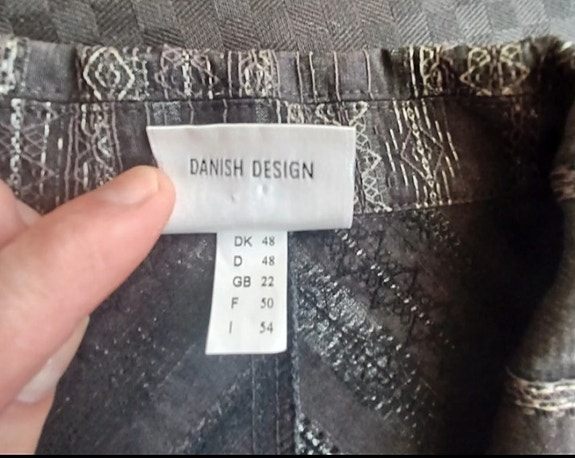 DANISH DESIGN
DK 48
D 48
GB 22
F 50
I 54